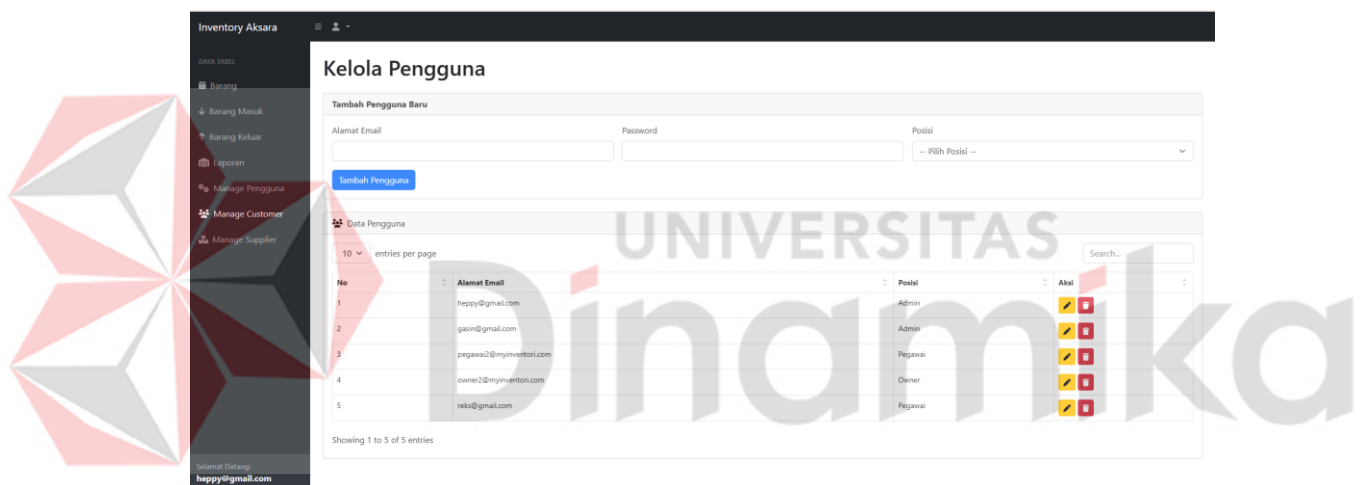 Inventory Aksara
DATA TABEL
Barang
Barang Masuk
Barang Keluar
Laporan
Manage Pengguna
Manage Customer
Manage Supplier
Selamat Datang:
heppy@gmail.com
Kelola Pengguna
Tambah Pengguna Baru
Alamat Email Password Posisi
-- Pilih Posisi --
Tambah Pengguna
Data Pengguna
10 entries per page Search...
No Alamat Email Posisi Aksi
1 heppy@gmail.com Admin
2 gasin@gmail.com Admin
3 pegawai2@myinventori.com Pegawai
4 owner2@myinventori.com Owner
5 reks@gmail.com Pegawai
Showing 1 to 5 of 5 entries
UNIVERSITAS
Dinamika